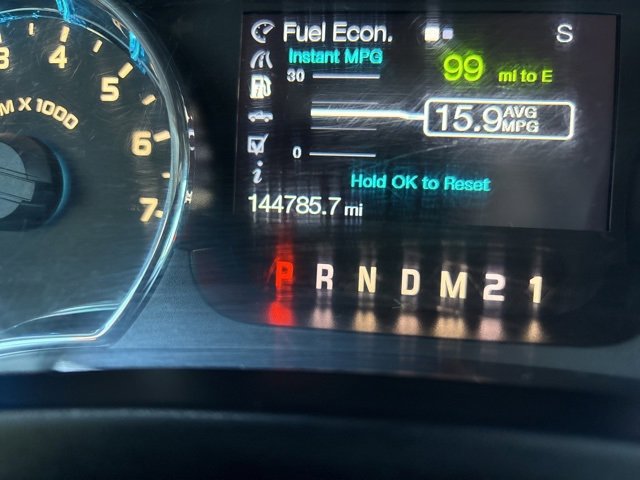 Fuel Econ. S
Instant MPG
30
99 mi to E
15.9 AVG MPG
0
Hold OK to Reset
144785.7 mi
3 4 5 6 7
M X 1000
P R N D M 2 1